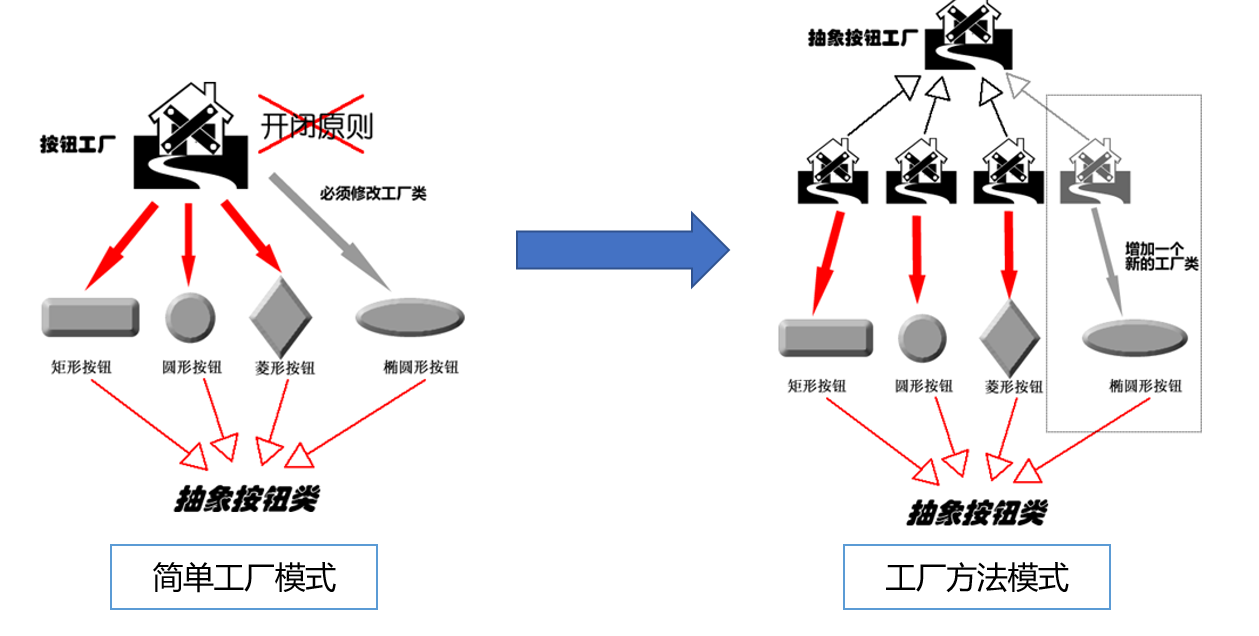 按钮工厂
开闭原则
必须修改工厂类
矩形按钮
圆形按钮
菱形按钮
椭圆形按钮
抽象按钮类
简单工厂模式
抽象按钮工厂
增加一个
新的工厂类
矩形按钮
圆形按钮
菱形按钮
椭圆形按钮
抽象按钮类
工厂方法模式